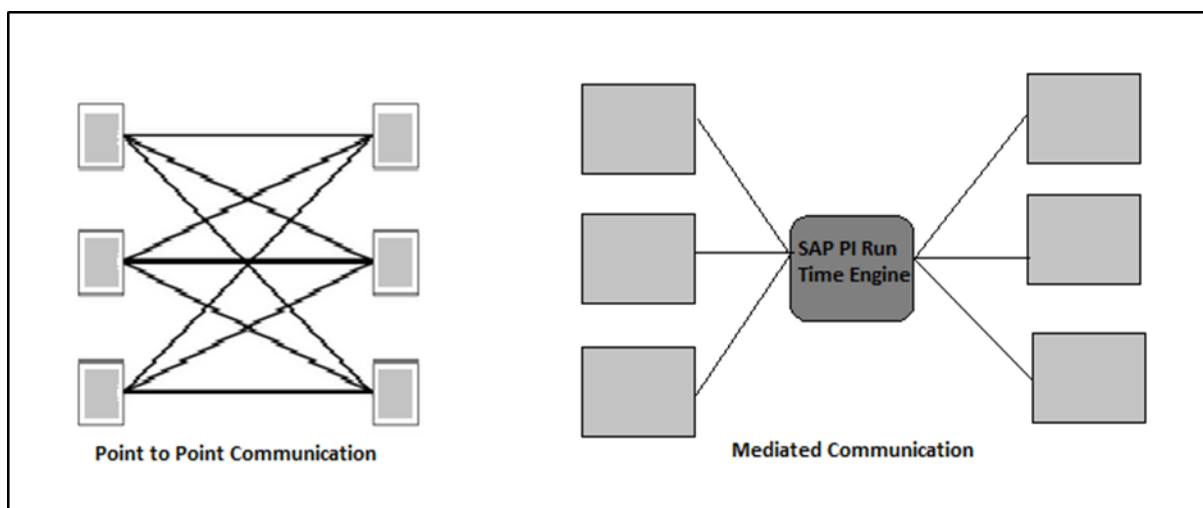 SAP PI Run
Time Engine
Point to Point Communication
Mediated Communication